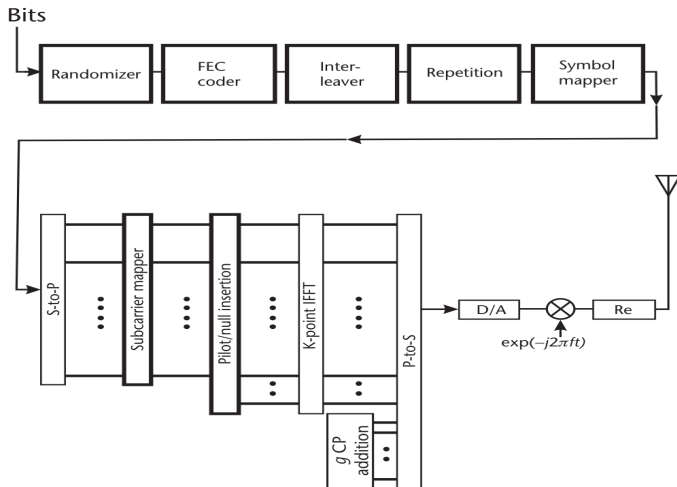 Bits
Randomizer
FEC
coder
Inter-
leaver
Repetition
Symbol
mapper
S-to-P
Subcarrier mapper
Pilot/null insertion
K-point IFFT
P-to-S
D/A
Re
exp(−j2πft)
g CP
addition